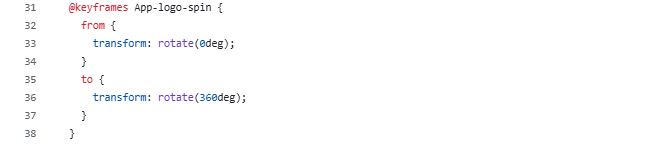 31 @keyframes App-logo-spin {
32 from {
33 transform: rotate(0deg);
34 }
35 to {
36 transform: rotate(360deg);
37 }
38 }